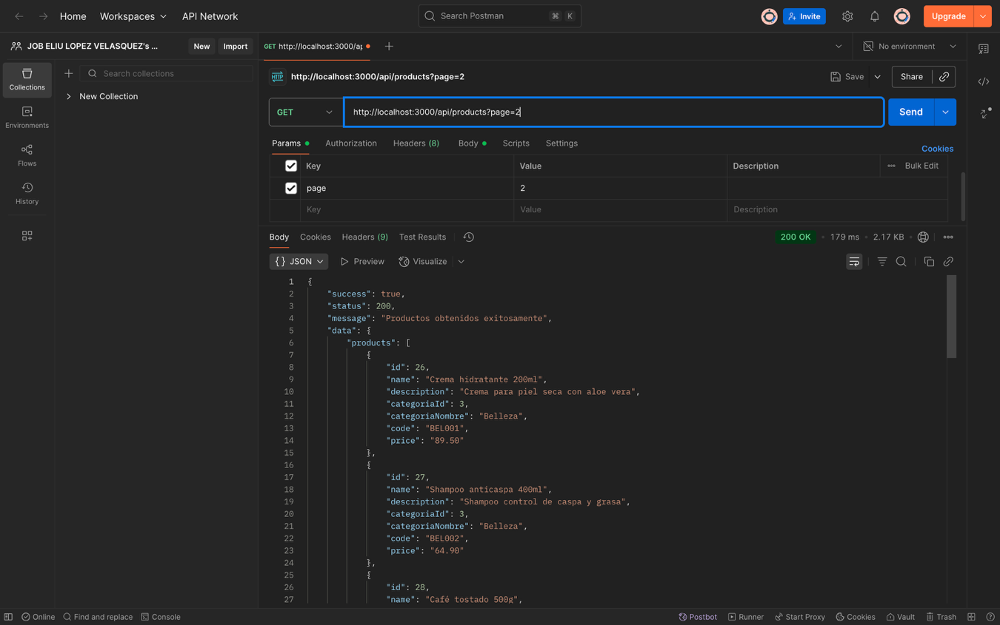 Home Workspaces API Network Search Postman ⌘ K Invite Upgrade
JOB ELIU LOPEZ VELASQUEZ's ... New Import GET http://localhost:3000/ap No environment
Collections
Environments
Flows
History
Search collections
New Collection
HTTP http://localhost:3000/api/products?page=2 Save Share
GET http://localhost:3000/api/products?page=2 Send
Params Authorization Headers (8) Body Scripts Settings Cookies
Key Value Description ••• Bulk Edit
page 2
Key Value Description
Body Cookies Headers (9) Test Results 200 OK • 179 ms • 2.17 KB •
{} JSON Preview Visualize
1 {
2 "success": true,
3 "status": 200,
4 "message": "Productos obtenidos exitosamente",
5 "data": {
6 "products": [
7 {
8 "id": 26,
9 "name": "Crema hidratante 200ml",
10 "description": "Crema para piel seca con aloe vera",
11 "categoriaId": 3,
12 "categoriaNombre": "Belleza",
13 "code": "BEL001",
14 "price": "89.50"
15 },
16 {
17 "id": 27,
18 "name": "Shampoo anticaspa 400ml",
19 "description": "Shampoo control de caspa y grasa",
20 "categoriaId": 3,
21 "categoriaNombre": "Belleza",
22 "code": "BEL002",
23 "price": "64.90"
24 },
25 {
26 "id": 28,
27 "name": "Café tostado 500g",
Online Find and replace Console Postbot Runner Start Proxy Cookies Vault Trash